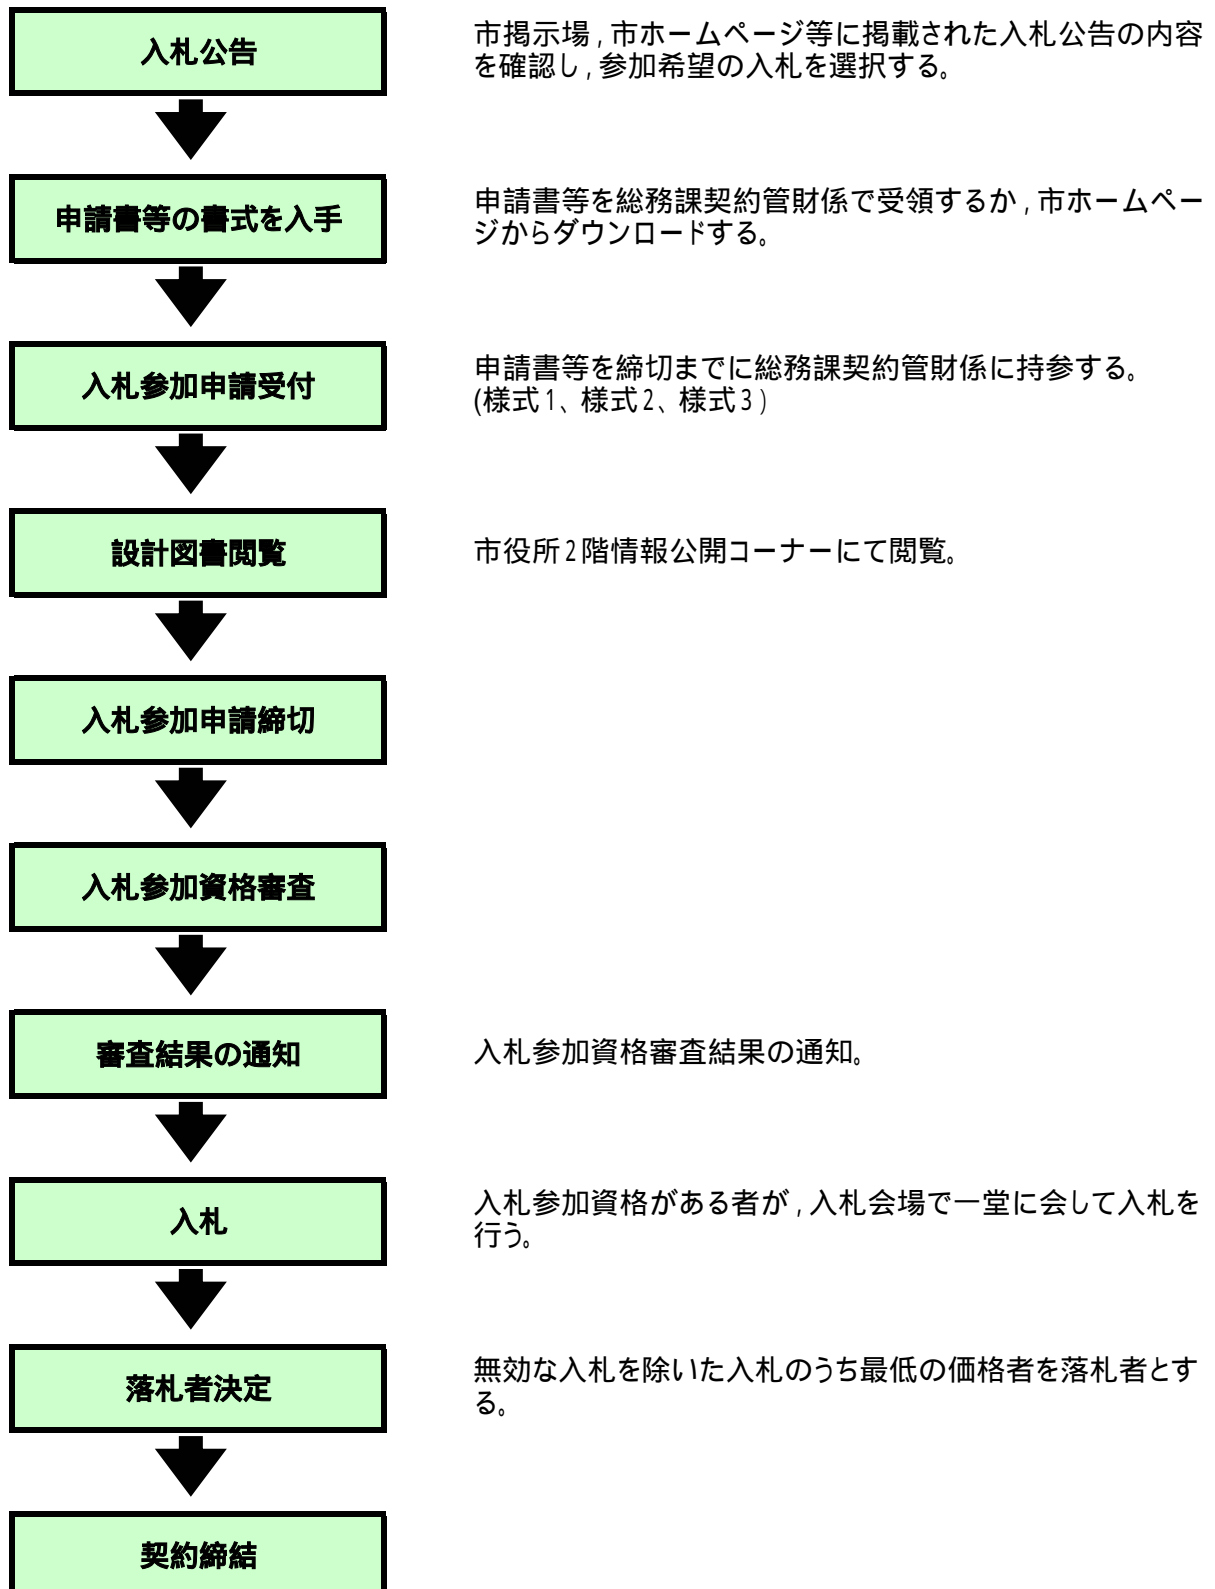 入札公告
市掲示場,市ホームページ等に掲載された入札公告の内容
を確認し,参加希望の入札を選択する。
申請書等の書式を入手
申請書等を総務課契約管財係で受領するか,市ホームペー
ジからダウンロードする。
入札参加申請受付
申請書等を締切までに総務課契約管財係に持参する。
(様式1、様式2、様式3)
設計図書閲覧
市役所2階情報公開コーナーにて閲覧。
入札参加申請締切
入札参加資格審査
審査結果の通知
入札参加資格審査結果の通知。
入札
入札参加資格がある者が,入札会場で一堂に会して入札を
行う。
落札者決定
無効な入札を除いた入札のうち最低の価格者を落札者とす
る。
契約締結